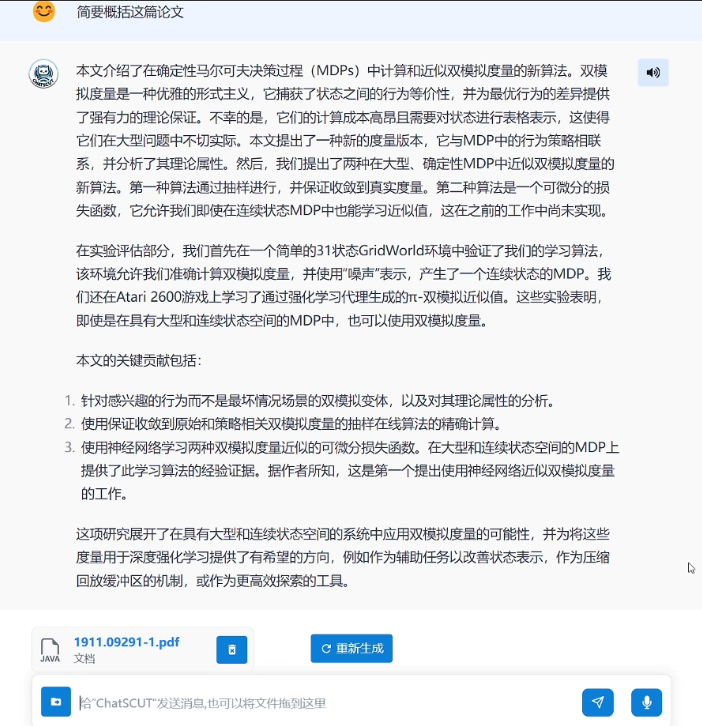 简要概括这篇论文
本文介绍了在确定性马尔可夫决策过程（MDPs）中计算和近似双模拟度量的新算法。双模
拟度量是一种优雅的形式主义，它捕获了状态之间的行为等价性，并为最优行为的差异提供
了强有力的理论保证。不幸的是，它们的计算成本高昂且需要对状态进行表格表示，这使得
它们在大型问题中不切实际。本文提出了一种新的度量版本，它与MDP中的行为策略相联
系，并分析了其理论属性。然后，我们提出了两种在大型、确定性MDP中近似双模拟度量的
新算法。第一种算法通过抽样进行，并保证收敛到真实度量。第二种算法是一个可微分的损
失函数，它允许我们即使在连续状态MDP中也能学习近似值，这在之前的工作中尚未实现。
在实验评估部分，我们首先在一个简单的31状态GridWorld环境中验证了我们的学习算法，
该环境允许我们准确计算双模拟度量，并使用"噪声"表示，产生了一个连续状态的MDP。我
们还在Atari 2600游戏上学习了通过强化学习代理生成的π-双模拟近似值。这些实验表明，
即使是在具有大型和连续状态空间的MDP中，也可以使用双模拟度量。
本文的关键贡献包括：
1. 针对感兴趣的行为而不是最坏情况场景的双模拟变体，以及对其理论属性的分析。
2. 使用保证收敛到原始和策略相关双模拟度量的抽样在线算法的精确计算。
3. 使用神经网络学习两种双模拟度量近似的可微分损失函数。在大型和连续状态空间的MDP上
提供了此学习算法的经验证据。据作者所知，这是第一个提出使用神经网络近似双模拟度量
的工作。
这项研究展开了在具有大型和连续状态空间的系统中应用双模拟度量的可能性，并为将这些
度量用于深度强化学习提供了有希望的方向，例如作为辅助任务以改善状态表示，作为压缩
回放缓冲区的机制，或作为更高效探索的工具。
1911.09291-1.pdf
JAVA
文档
重新生成
给"ChatSCUT"发送消息,也可以将文件拖到这里